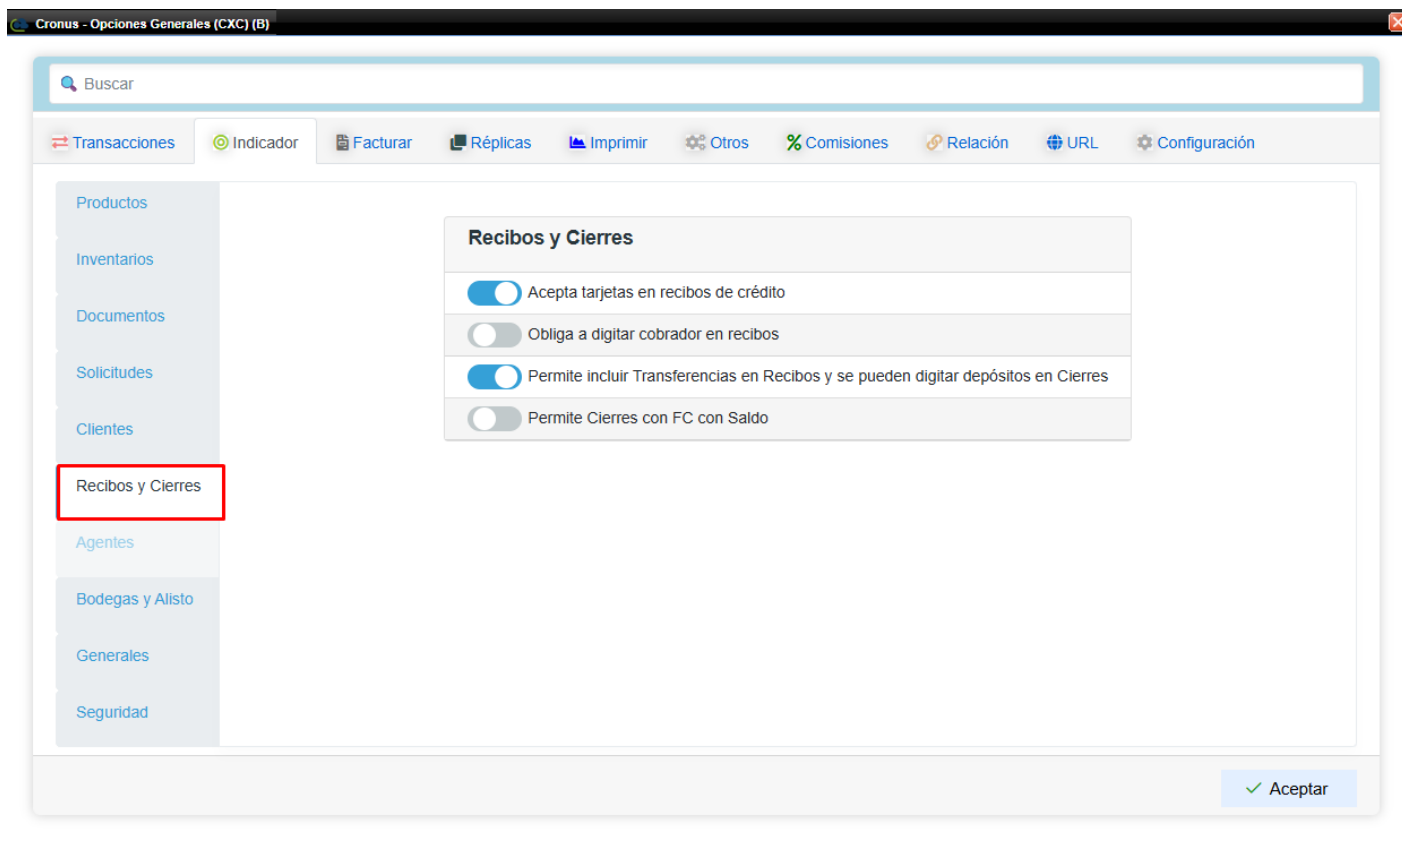 Cronus - Opciones Generales (CXC) (B)
Buscar
Transacciones Indicador Facturar Réplicas Imprimir Otros Comisiones Relación URL Configuración
Productos
Inventarios
Documentos
Solicitudes
Clientes
Recibos y Cierres
Agentes
Bodegas y Alisto
Generales
Seguridad
Recibos y Cierres
Acepta tarjetas en recibos de crédito
Obliga a digitar cobrador en recibos
Permite incluir Transferencias en Recibos y se pueden digitar depósitos en Cierres
Permite Cierres con FC con Saldo
Aceptar